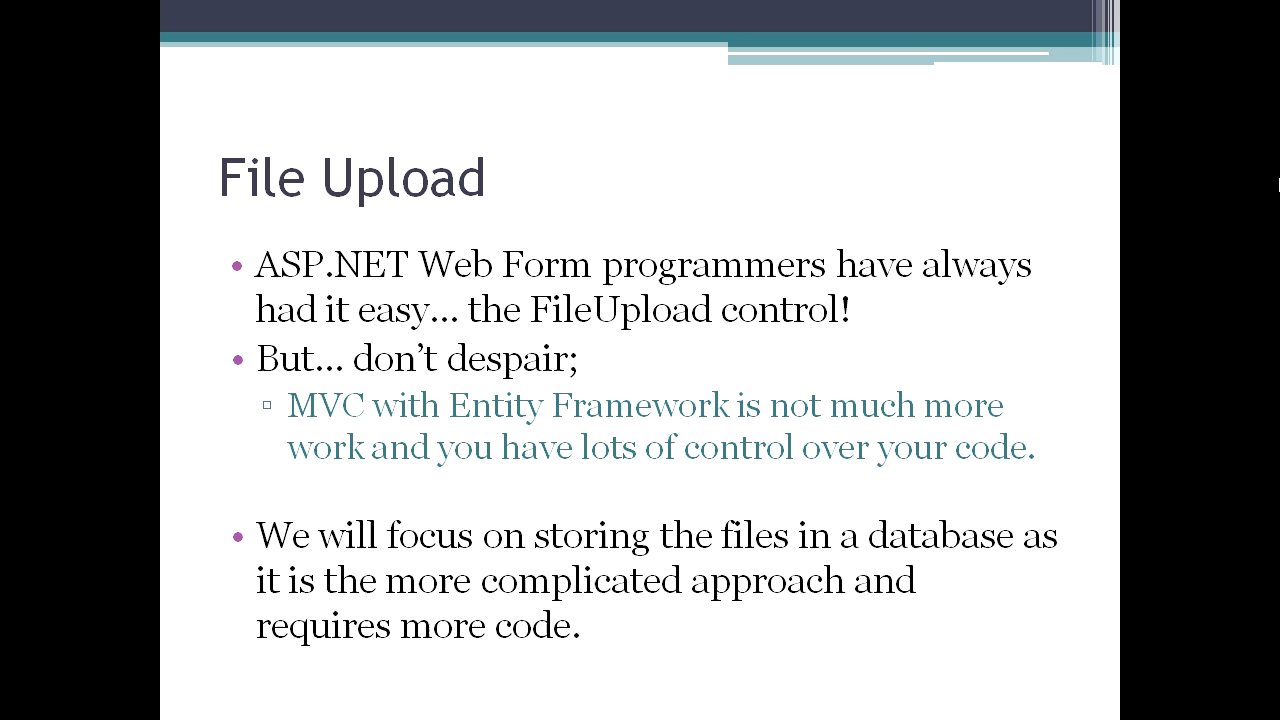 File Upload
• ASP.NET Web Form programmers have always
had it easy... the FileUpload control!
• But... don’t despair;
▫ MVC with Entity Framework is not much more
work and you have lots of control over your code.
• We will focus on storing the files in a database as
it is the more complicated approach and
requires more code.